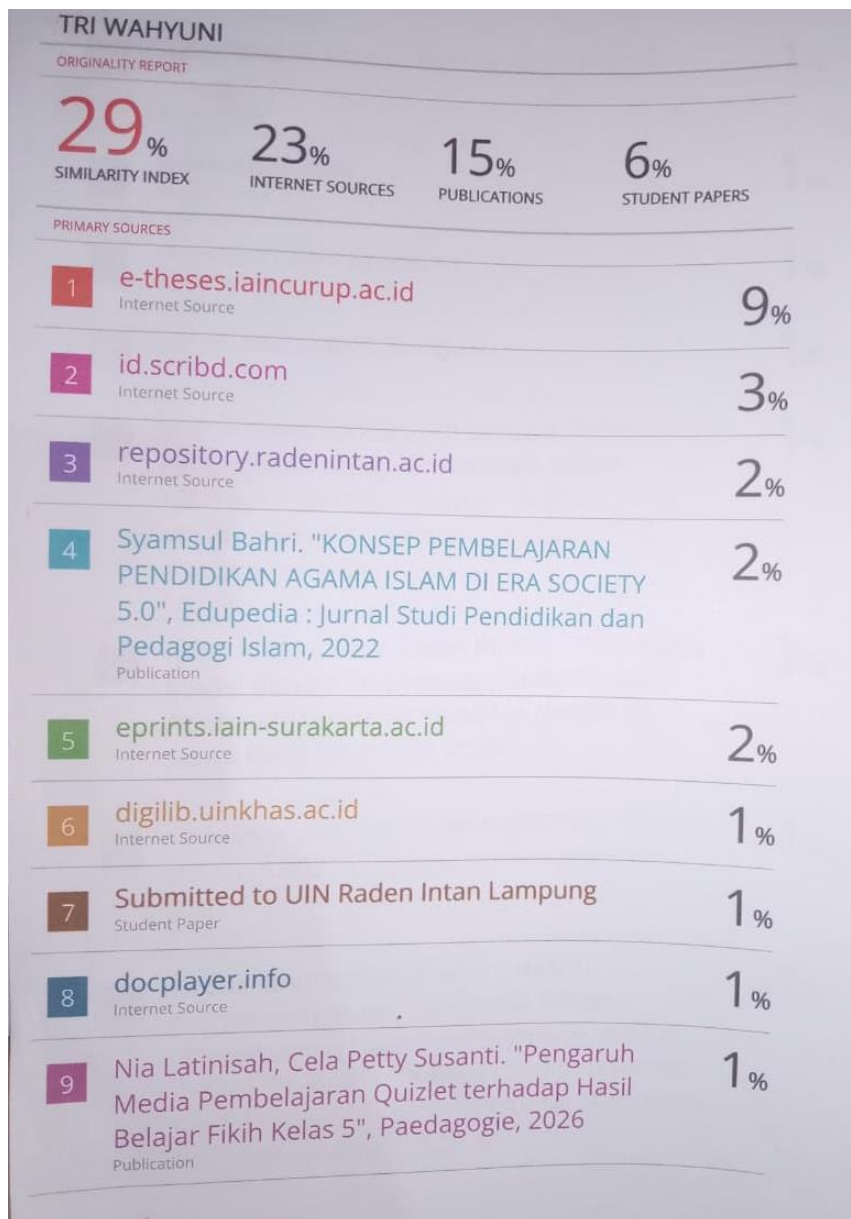 TRI WAHYUNI
ORIGINALITY REPORT
29%
SIMILARITY INDEX
23%
INTERNET SOURCES
15%
PUBLICATIONS
6%
STUDENT PAPERS
PRIMARY SOURCES
1
e-theses.iaincurup.ac.id
Internet Source
9%
2
id.scribd.com
Internet Source
3%
3
repository.radenintan.ac.id
Internet Source
2%
4
Syamsul Bahri. "KONSEP PEMBELAJARAN
PENDIDIKAN AGAMA ISLAM DI ERA SOCIETY
5.0", Edupedia : Jurnal Studi Pendidikan dan
Pedagogi Islam, 2022
Publication
2%
5
eprints.iain-surakarta.ac.id
Internet Source
2%
6
digilib.uinkhas.ac.id
Internet Source
1%
7
Submitted to UIN Raden Intan Lampung
Student Paper
1%
8
docplayer.info
Internet Source
1%
9
Nia Latinisah, Cela Petty Susanti. "Pengaruh
Media Pembelajaran Quizlet terhadap Hasil
Belajar Fikih Kelas 5", Paedagogie, 2026
Publication
1%